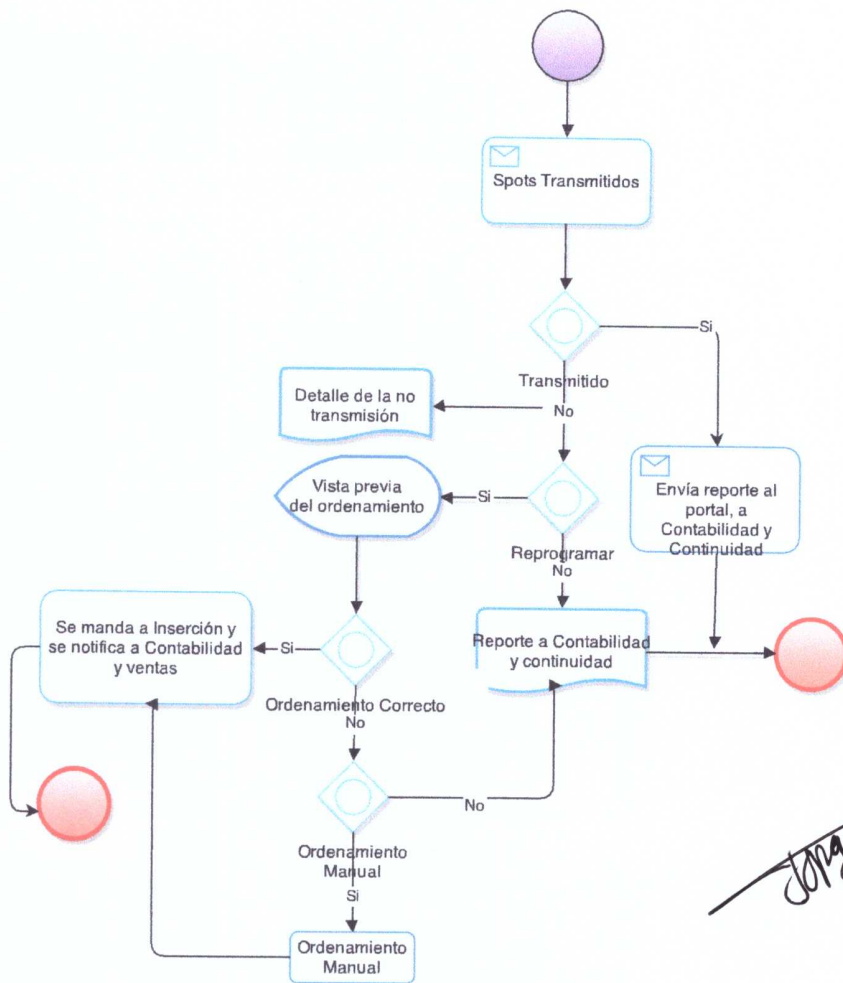 Spots Transmitidos
Si
Transmitido
No
Detalle de la no
transmisión
Vista previa
del ordenamiento
Si
Reprogramar
No
Envía reporte al
portal, a
Contabilidad y
Continuidad
Se manda a Inserción y
se notifica a Contabilidad
y ventas
Si
Ordenamiento Correcto
No
Reporte a Contabilidad
y continuidad
No
Ordenamiento
Manual
Si
Ordenamiento
Manual